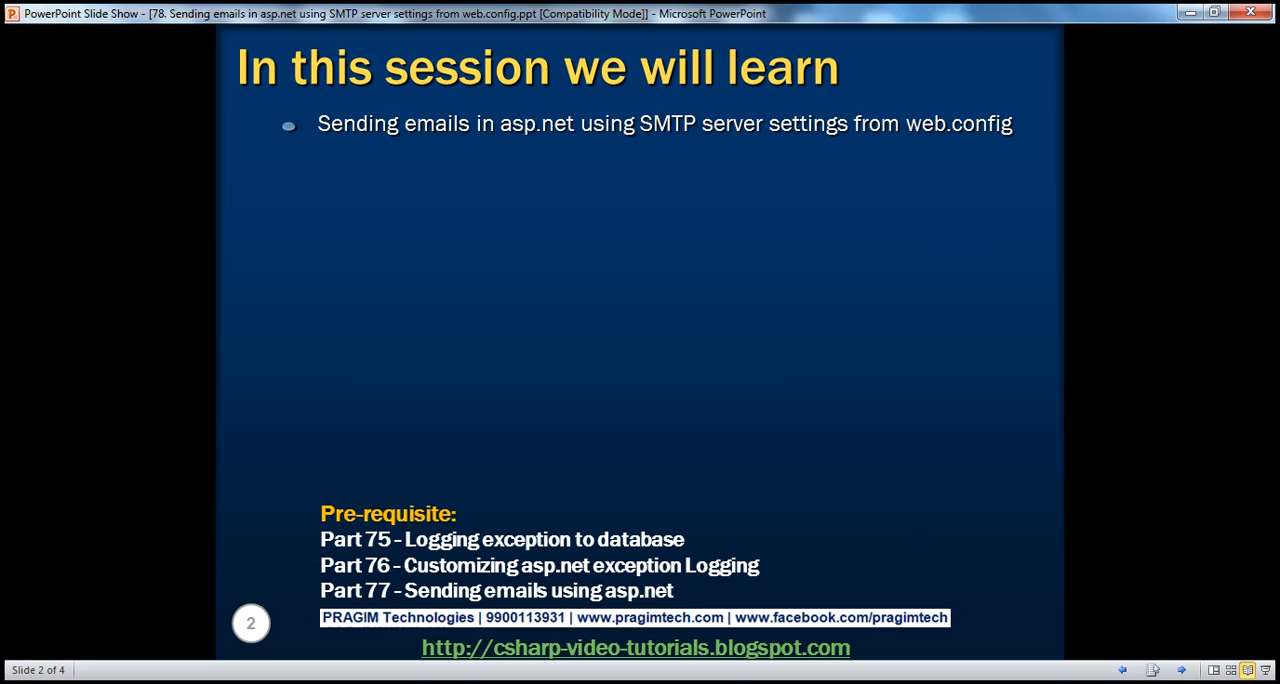 PowerPoint Slide Show - [78. Sending emails in asp.net using SMTP server settings from web.config.ppt [Compatibility Mode]] - Microsoft PowerPoint
In this session we will learn
Sending emails in asp.net using SMTP server settings from web.config
Pre-requisite:
Part 75 - Logging exception to database
Part 76 - Customizing asp.net exception Logging
Part 77 - Sending emails using asp.net
PRAGIM Technologies | 9900113931 | www.pragimtech.com | www.facebook.com/pragimtech
2
http://csharp-video-tutorials.blogspot.com
Slide 2 of 4